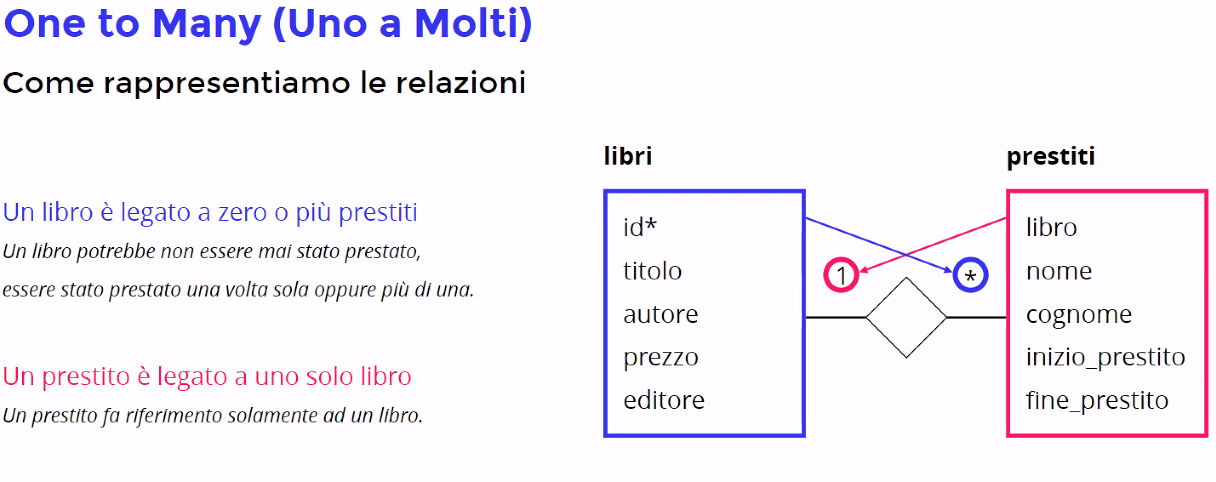 One to Many (Uno a Molti)
Come rappresentiamo le relazioni
Un libro è legato a zero o più prestiti
Un libro potrebbe non essere mai stato prestato,
essere stato prestato una volta sola oppure più di una.
Un prestito è legato a uno solo libro
Un prestito fa riferimento solamente ad un libro.
libri
id*
titolo
autore
prezzo
editore
1
*
prestiti
libro
nome
cognome
inizio_prestito
fine_prestito